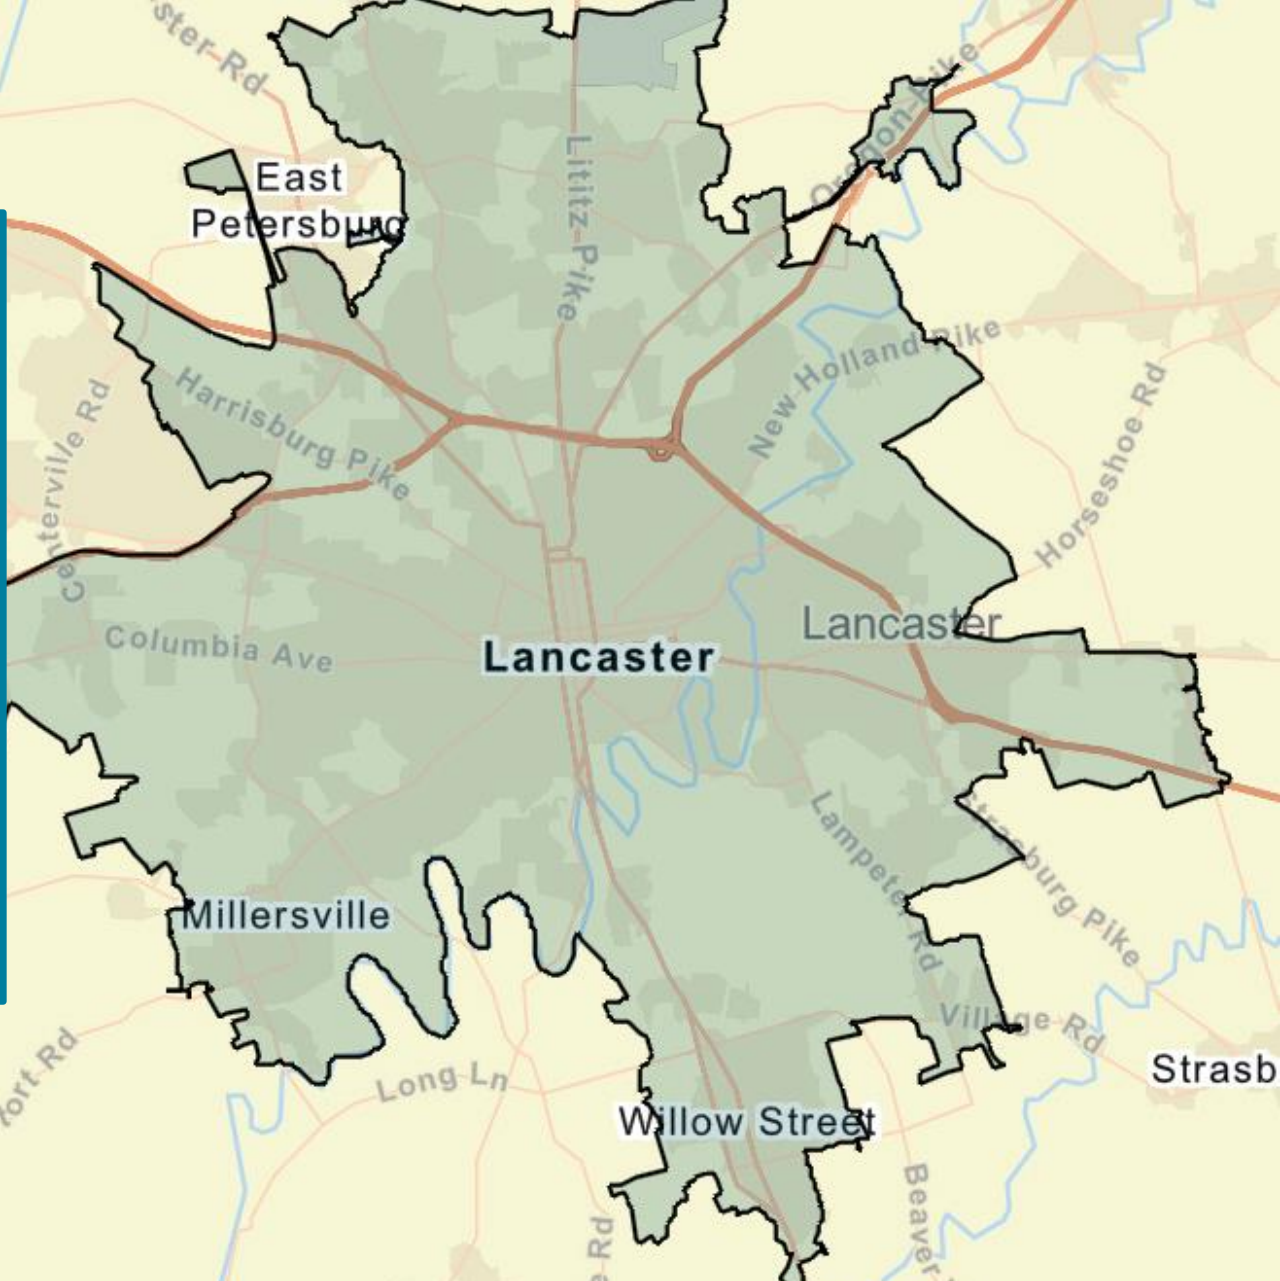 ster Rd
Oregon Pike
Lititz Pike
East
Petersburg
New Holland Pike
Harrisburg Pike
Centerville Rd
Horseshoe Rd
Columbia Ave
Lancaster
Lancaster
Lampeter Rd
Strasburg Pike
Millersville
Village Rd
ort Rd
Long Ln
Strasb
Willow Street
Beaver
e Rd